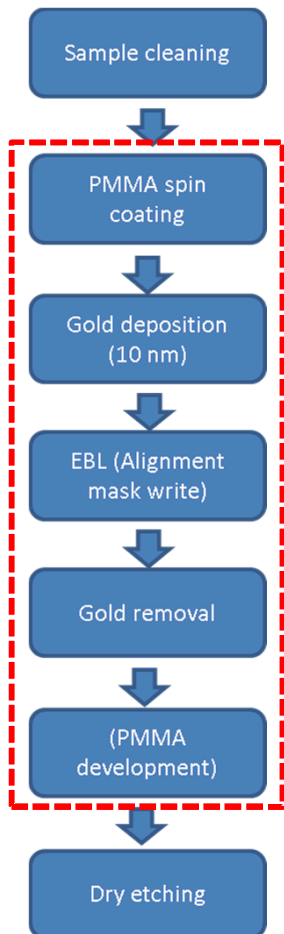 Sample cleaning
PMMA spin
coating
Gold deposition
(10 nm)
EBL (Alignment
mask write)
Gold removal
(PMMA
development)
Dry etching